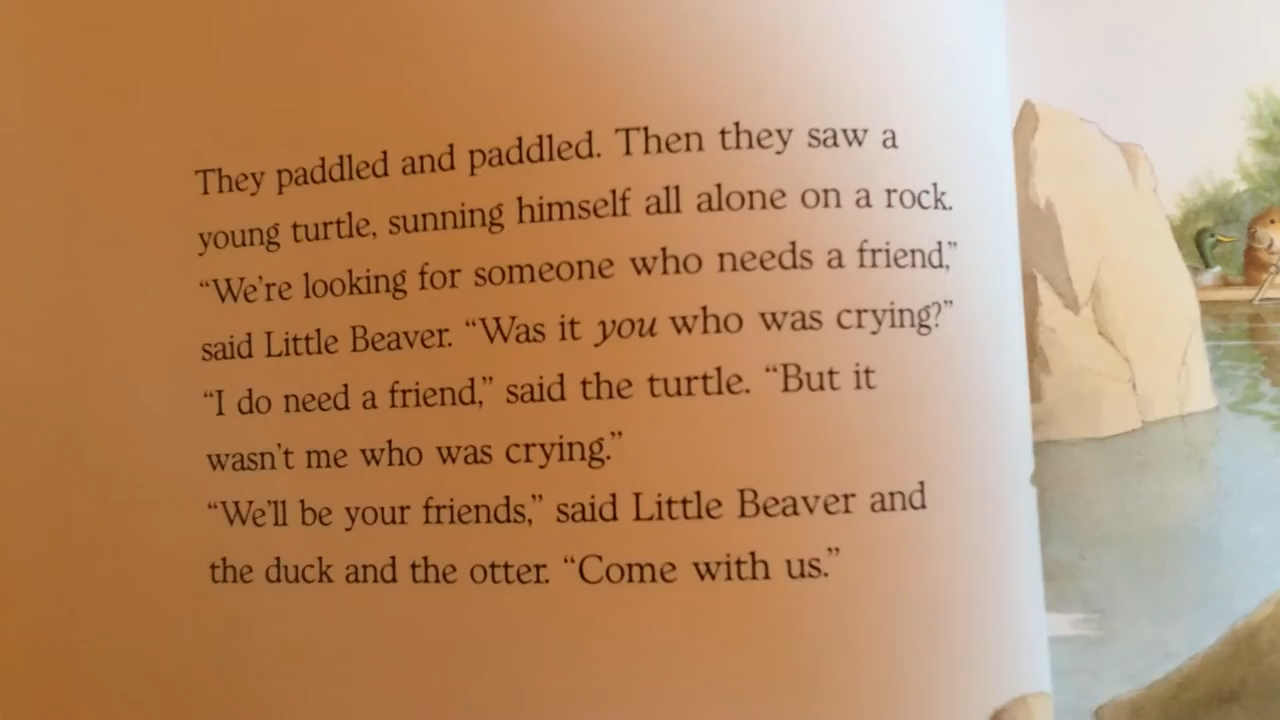 They paddled and paddled. Then they saw a
young turtle, sunning himself all alone on a rock.
“We’re looking for someone who needs a friend,”
said Little Beaver. “Was it you who was crying?”
“I do need a friend,” said the turtle. “But it
wasn’t me who was crying.”
“We’ll be your friends,” said Little Beaver and
the duck and the otter. “Come with us.”